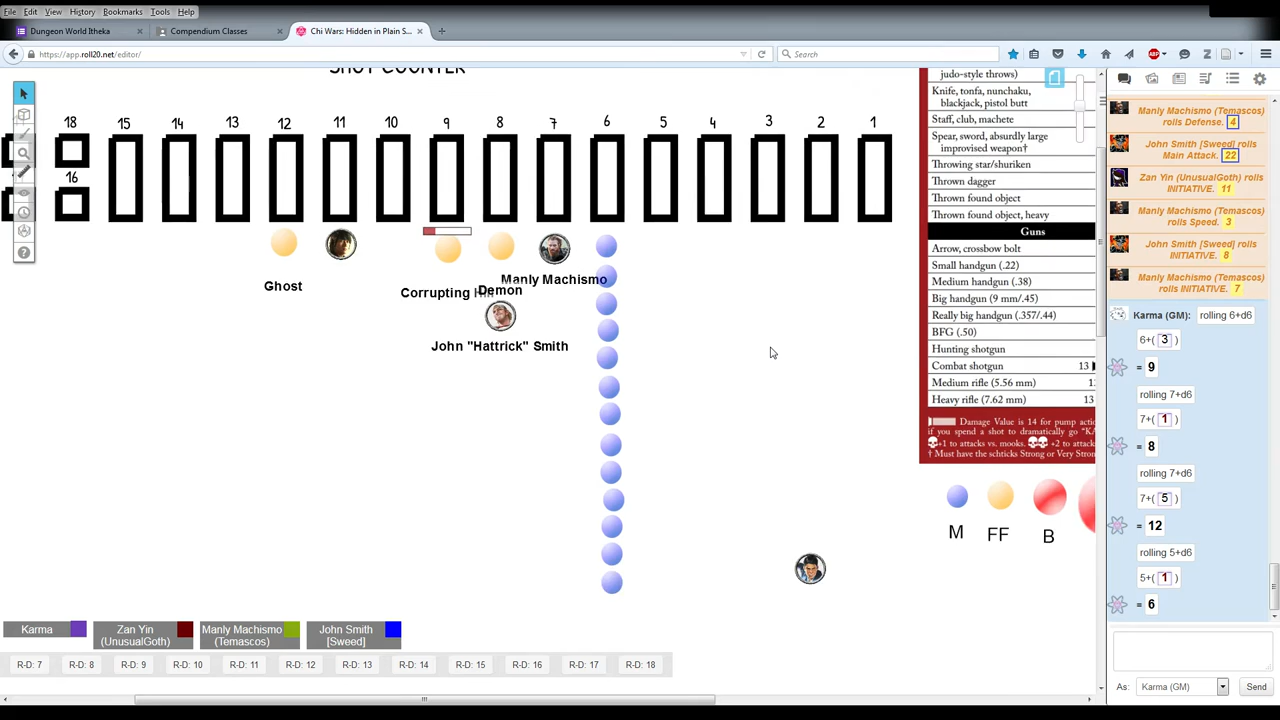 File Edit View History Bookmarks Tools Help
Dungeon World Itheka
Compendium Classes
Chi Wars: Hidden in Plain S...
https://app.roll20.net/editor/
Search
ABP
SHOT COUNTER
18 15 14 13 12 11 10 9 8 7 6 5 4 3 2 1
16
Ghost
Corrupting
Demon
Manly Machismo
John "Hattrick" Smith
judo-style throws)
Knife, tonfa, nunchaku,
blackjack, pistol butt
Staff, club, machete
Spear, sword, absurdly large
improvised weapon†
Throwing star/shuriken
Thrown dagger
Thrown found object
Thrown found object, heavy
Guns
Arrow, crossbow bolt
Small handgun (.22)
Medium handgun (.38)
Big handgun (9 mm/.45)
Really big handgun (.357/.44)
BFG (.50)
Hunting shotgun
Combat shotgun 13
Medium rifle (5.56 mm) 13
Heavy rifle (7.62 mm) 13
Damage Value is 14 for pump
if you spend a shot to dramatically go
+1 to attacks vs. mooks. +2 to
† Must have the schticks Strong or Very
M FF B
Manly Machismo (Temascos)
rolls Defense. 4
John Smith [Sweed] rolls
Main Attack. 22
Zan Yin (UnusualGoth) rolls
INITIATIVE. 11
Manly Machismo (Temascos)
rolls Speed. 3
John Smith [Sweed] rolls
INITIATIVE. 8
Manly Machismo (Temascos)
rolls INITIATIVE. 7
Karma (GM): rolling 6+d6
6+( 3 )
= 9
rolling 7+d6
7+( 1 )
= 8
rolling 7+d6
7+( 5 )
= 12
rolling 5+d6
5+( 1 )
= 6
As: Karma (GM) Send
Karma
Zan Yin
(UnusualGoth)
Manly Machismo
(Temascos)
John Smith
[Sweed]
R-D: 7 R-D: 8 R-D: 9 R-D: 10 R-D: 11 R-D: 12 R-D: 13 R-D: 14 R-D: 15 R-D: 16 R-D: 17 R-D: 18